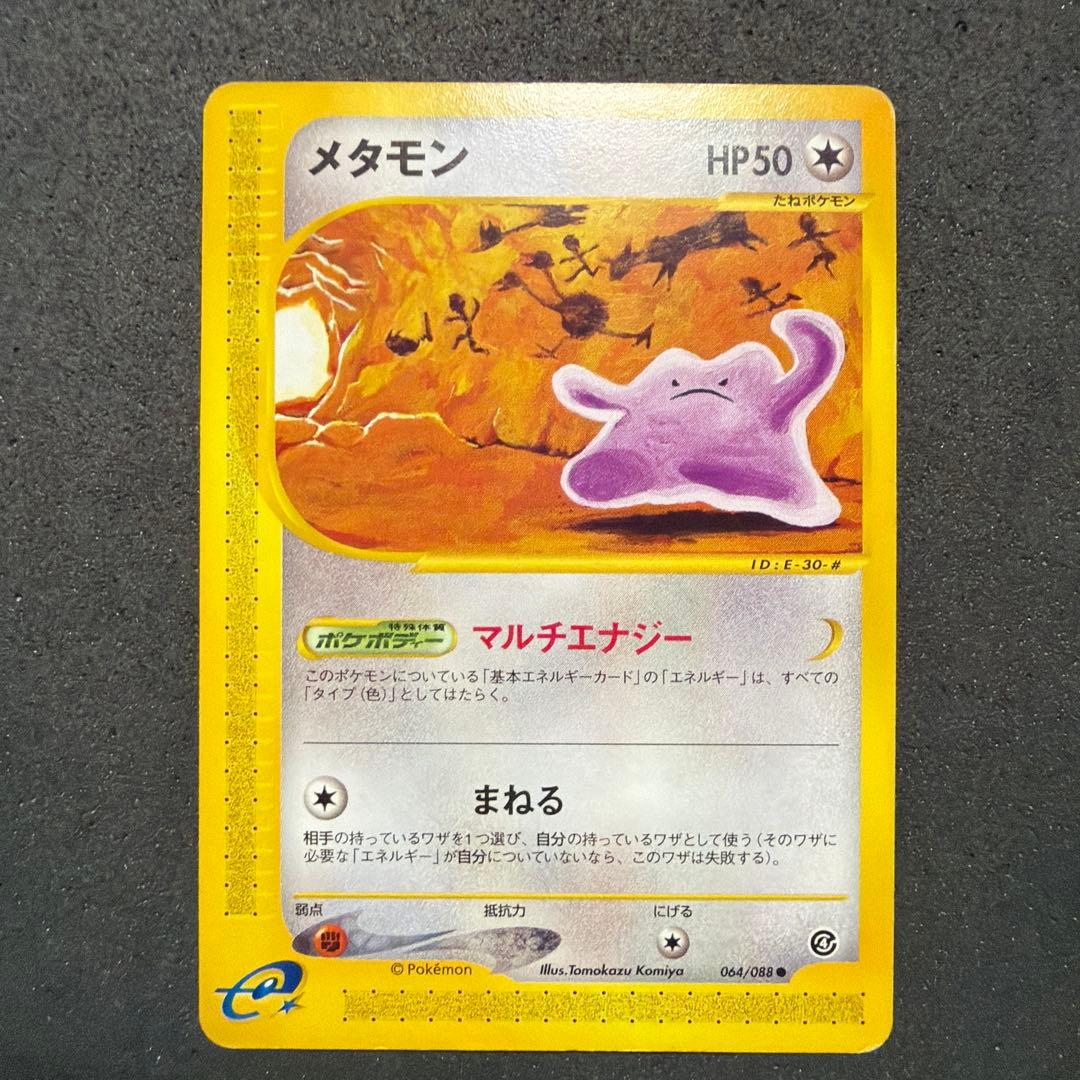 メタモン
HP50
たねポケモン
ID:E-30-#
特殊体質
ポケボディー
マルチエナジー
このポケモンについている「基本エネルギーカード」の「エネルギー」は、すべての
「タイプ(色)」としてはたらく。
まねる
相手の持っているワザを1つ選び、自分の持っているワザとして使う(そのワザに
必要な「エネルギー」が自分についていないなら、このワザは失敗する)。
弱点 抵抗力 にげる
© Pokémon Illus.Tomokazu Komiya 064/088 ●
e